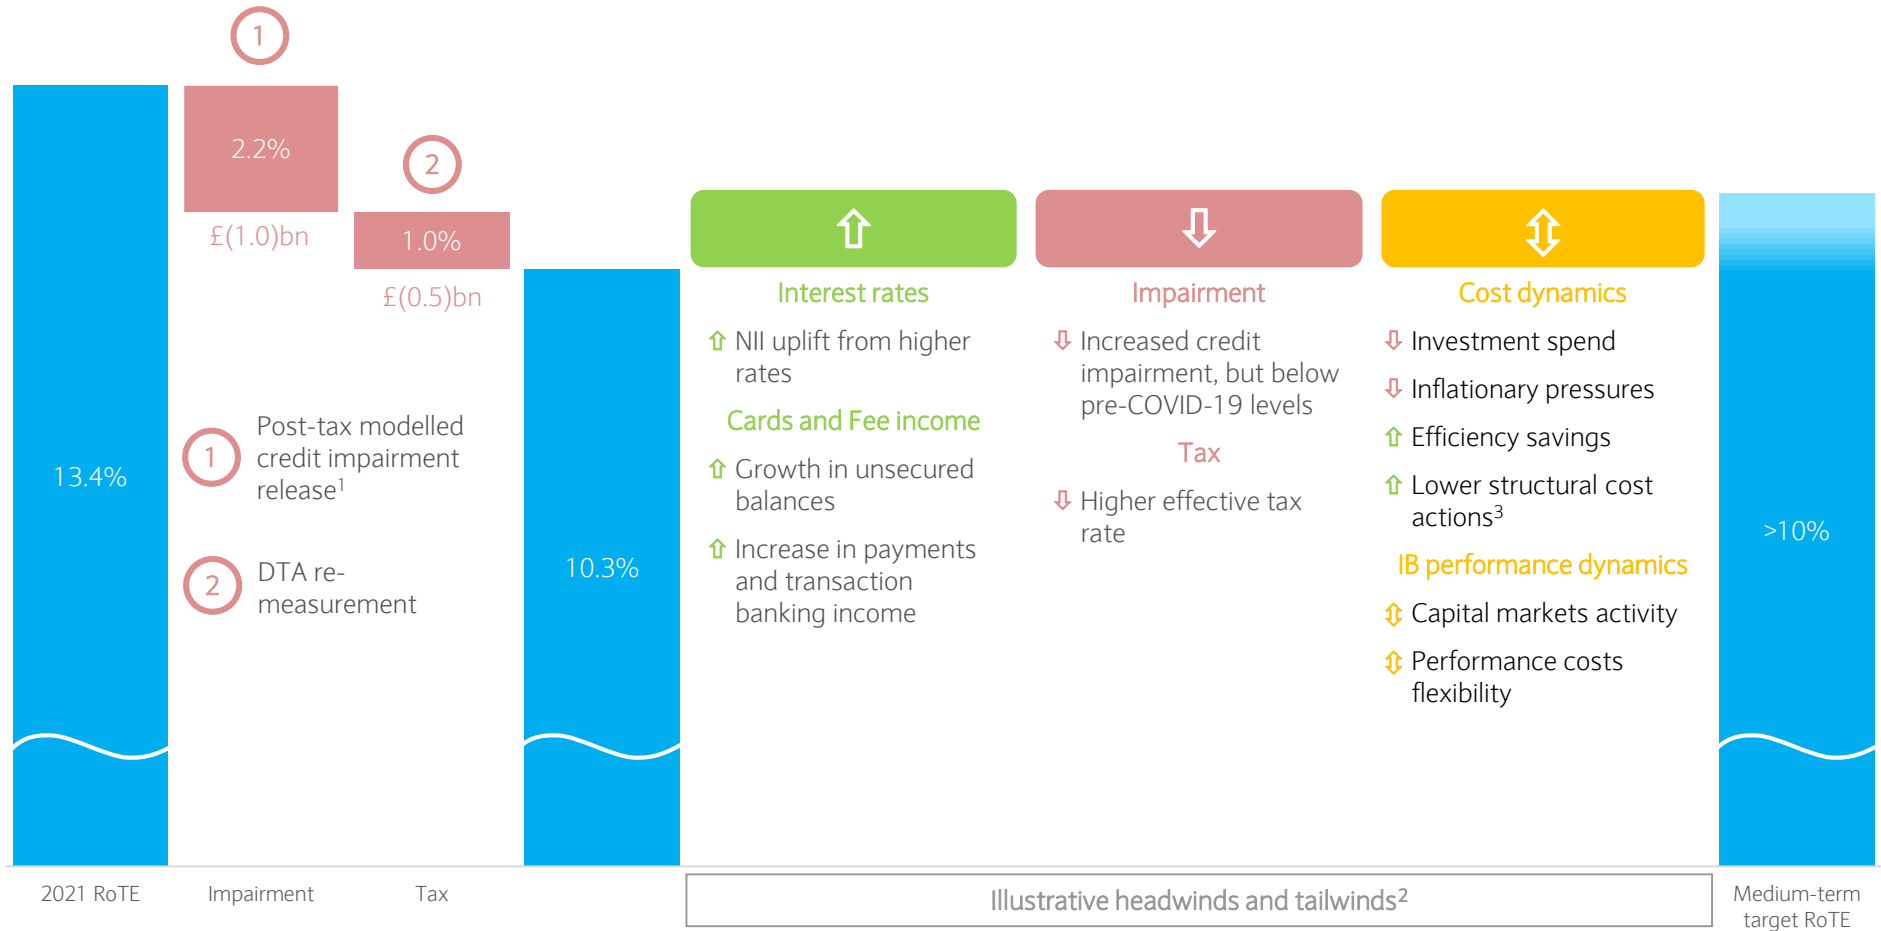 1
2.2%
£(1.0)bn
2
1.0%
£(0.5)bn
13.4%
1
Post-tax modelled
credit impairment
release¹
2
DTA re-
measurement
10.3%
Interest rates
NII uplift from higher
rates
Cards and Fee income
Growth in unsecured
balances
Increase in payments
and transaction
banking income
Impairment
Increased credit
impairment, but below
pre-COVID-19 levels
Tax
Higher effective tax
rate
Cost dynamics
Investment spend
Inflationary pressures
Efficiency savings
Lower structural cost
actions³
IB performance dynamics
Capital markets activity
Performance costs
flexibility
>10%
2021 RoTE
Impairment
Tax
Illustrative headwinds and tailwinds²
Medium-term
target RoTE